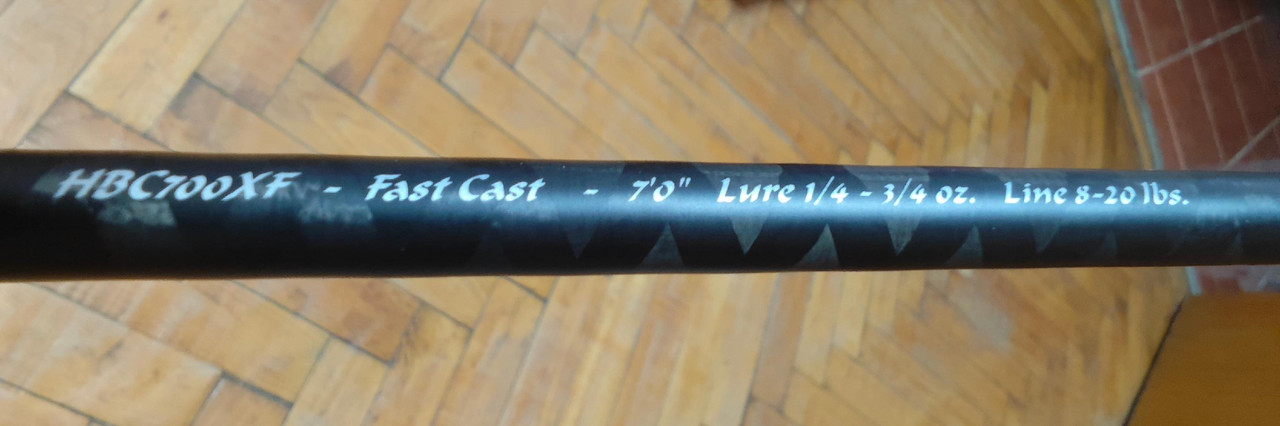 HBC700XF - Fast Cast - 7'0" Lure 1/4 - 3/4 oz. Line 8-20 lbs.